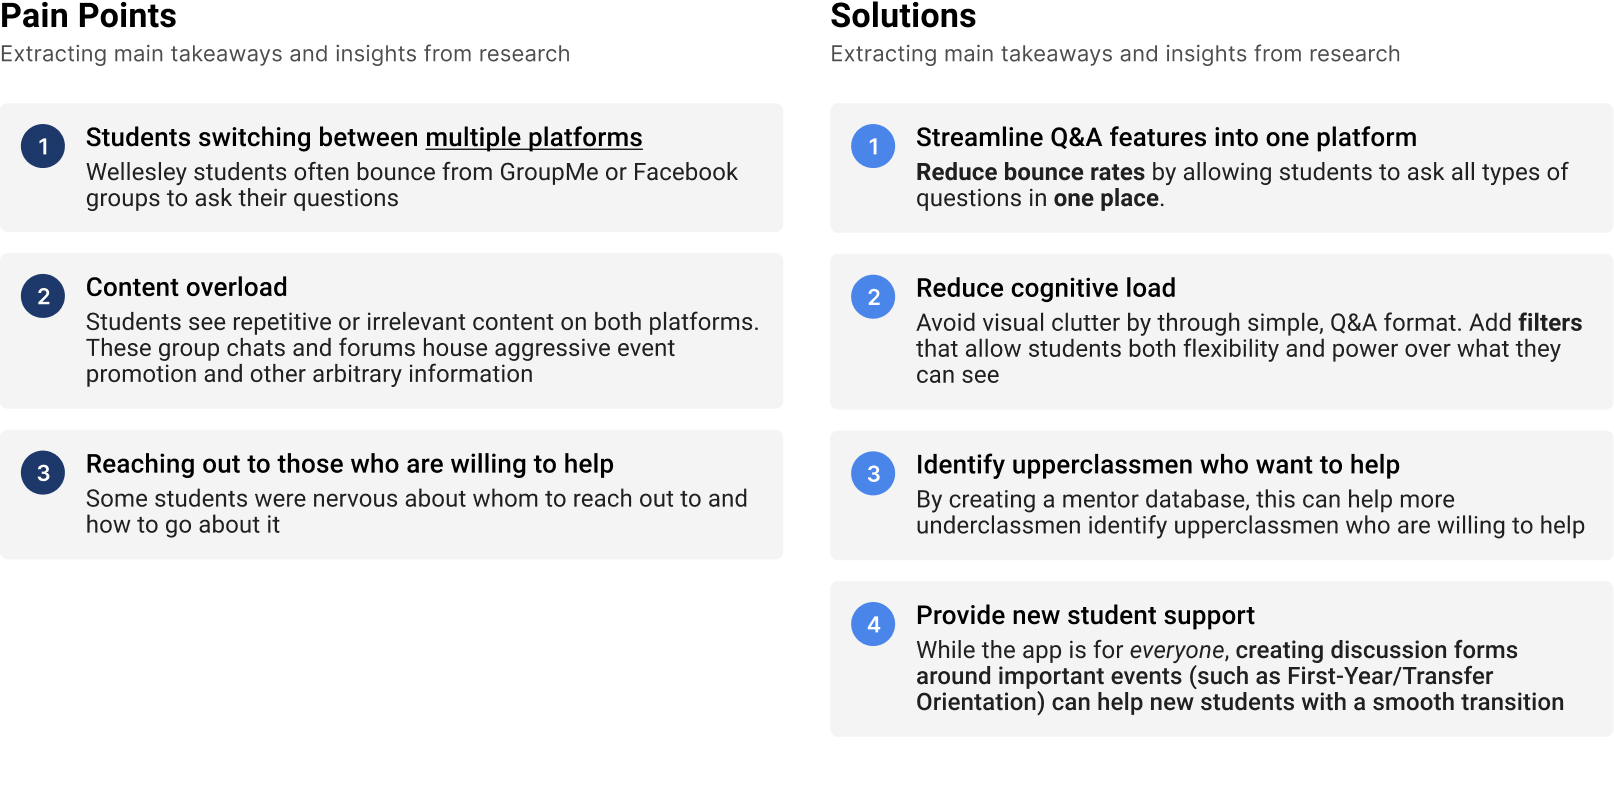 Pain Points
Extracting main takeaways and insights from research
1
Students switching between multiple platforms
Wellesley students often bounce from GroupMe or Facebook
groups to ask their questions
2
Content overload
Students see repetitive or irrelevant content on both platforms.
These group chats and forums house aggressive event
promotion and other arbitrary information
3
Reaching out to those who are willing to help
Some students were nervous about whom to reach out to and
how to go about it
Solutions
Extracting main takeaways and insights from research
1
Streamline Q&A features into one platform
Reduce bounce rates by allowing students to ask all types of
questions in one place.
2
Reduce cognitive load
Avoid visual clutter by through simple, Q&A format. Add filters
that allow students both flexibility and power over what they
can see
3
Identify upperclassmen who want to help
By creating a mentor database, this can help more
underclassmen identify upperclassmen who are willing to help
4
Provide new student support
While the app is for everyone, creating discussion forms
around important events (such as First-Year/Transfer
Orientation) can help new students with a smooth transition